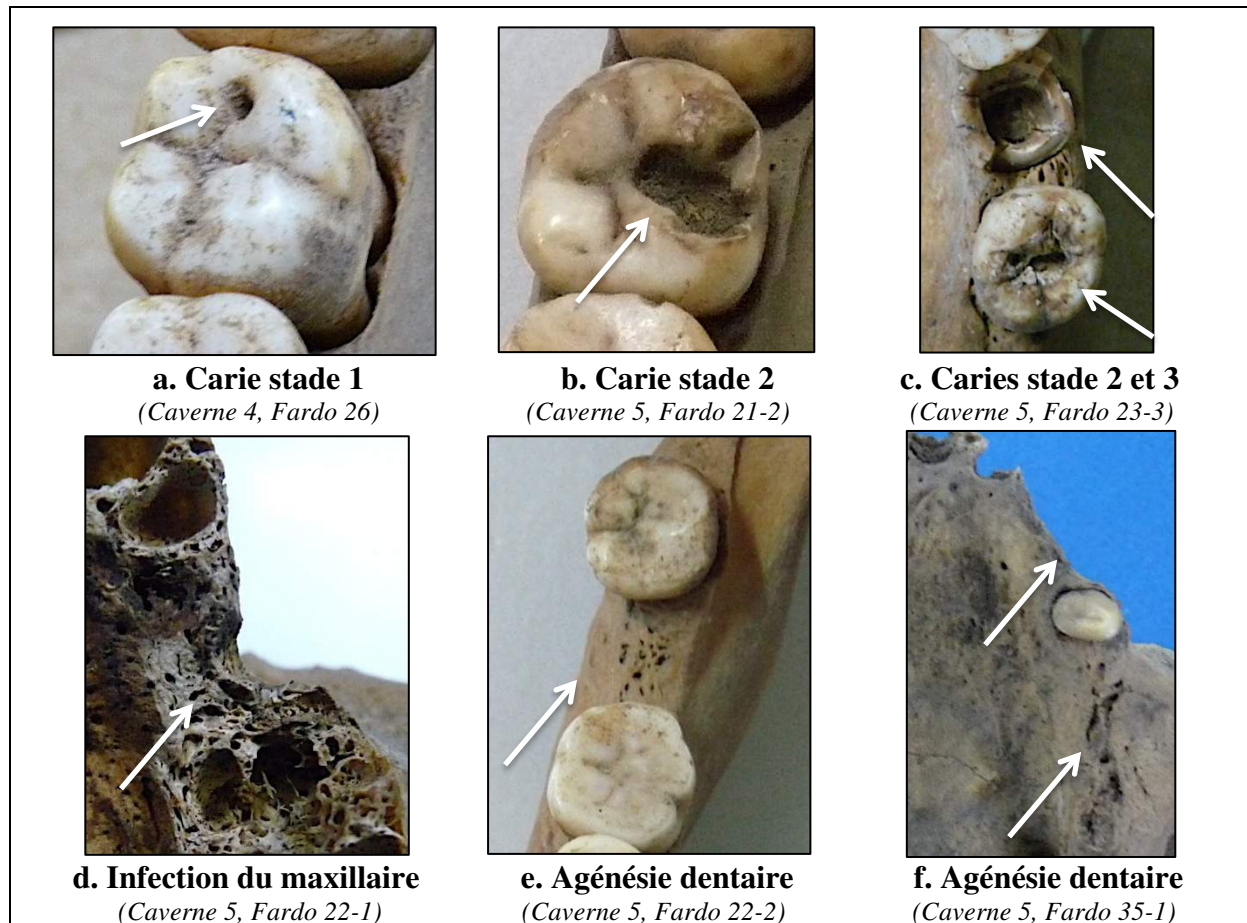 a. Carie stade 1
(Caverne 4, Fardo 26)
b. Carie stade 2
(Caverne 5, Fardo 21-2)
c. Caries stade 2 et 3
(Caverne 5, Fardo 23-3)
d. Infection du maxillaire
(Caverne 5, Fardo 22-1)
e. Agénésie dentaire
(Caverne 5, Fardo 22-2)
f. Agénésie dentaire
(Caverne 5, Fardo 35-1)